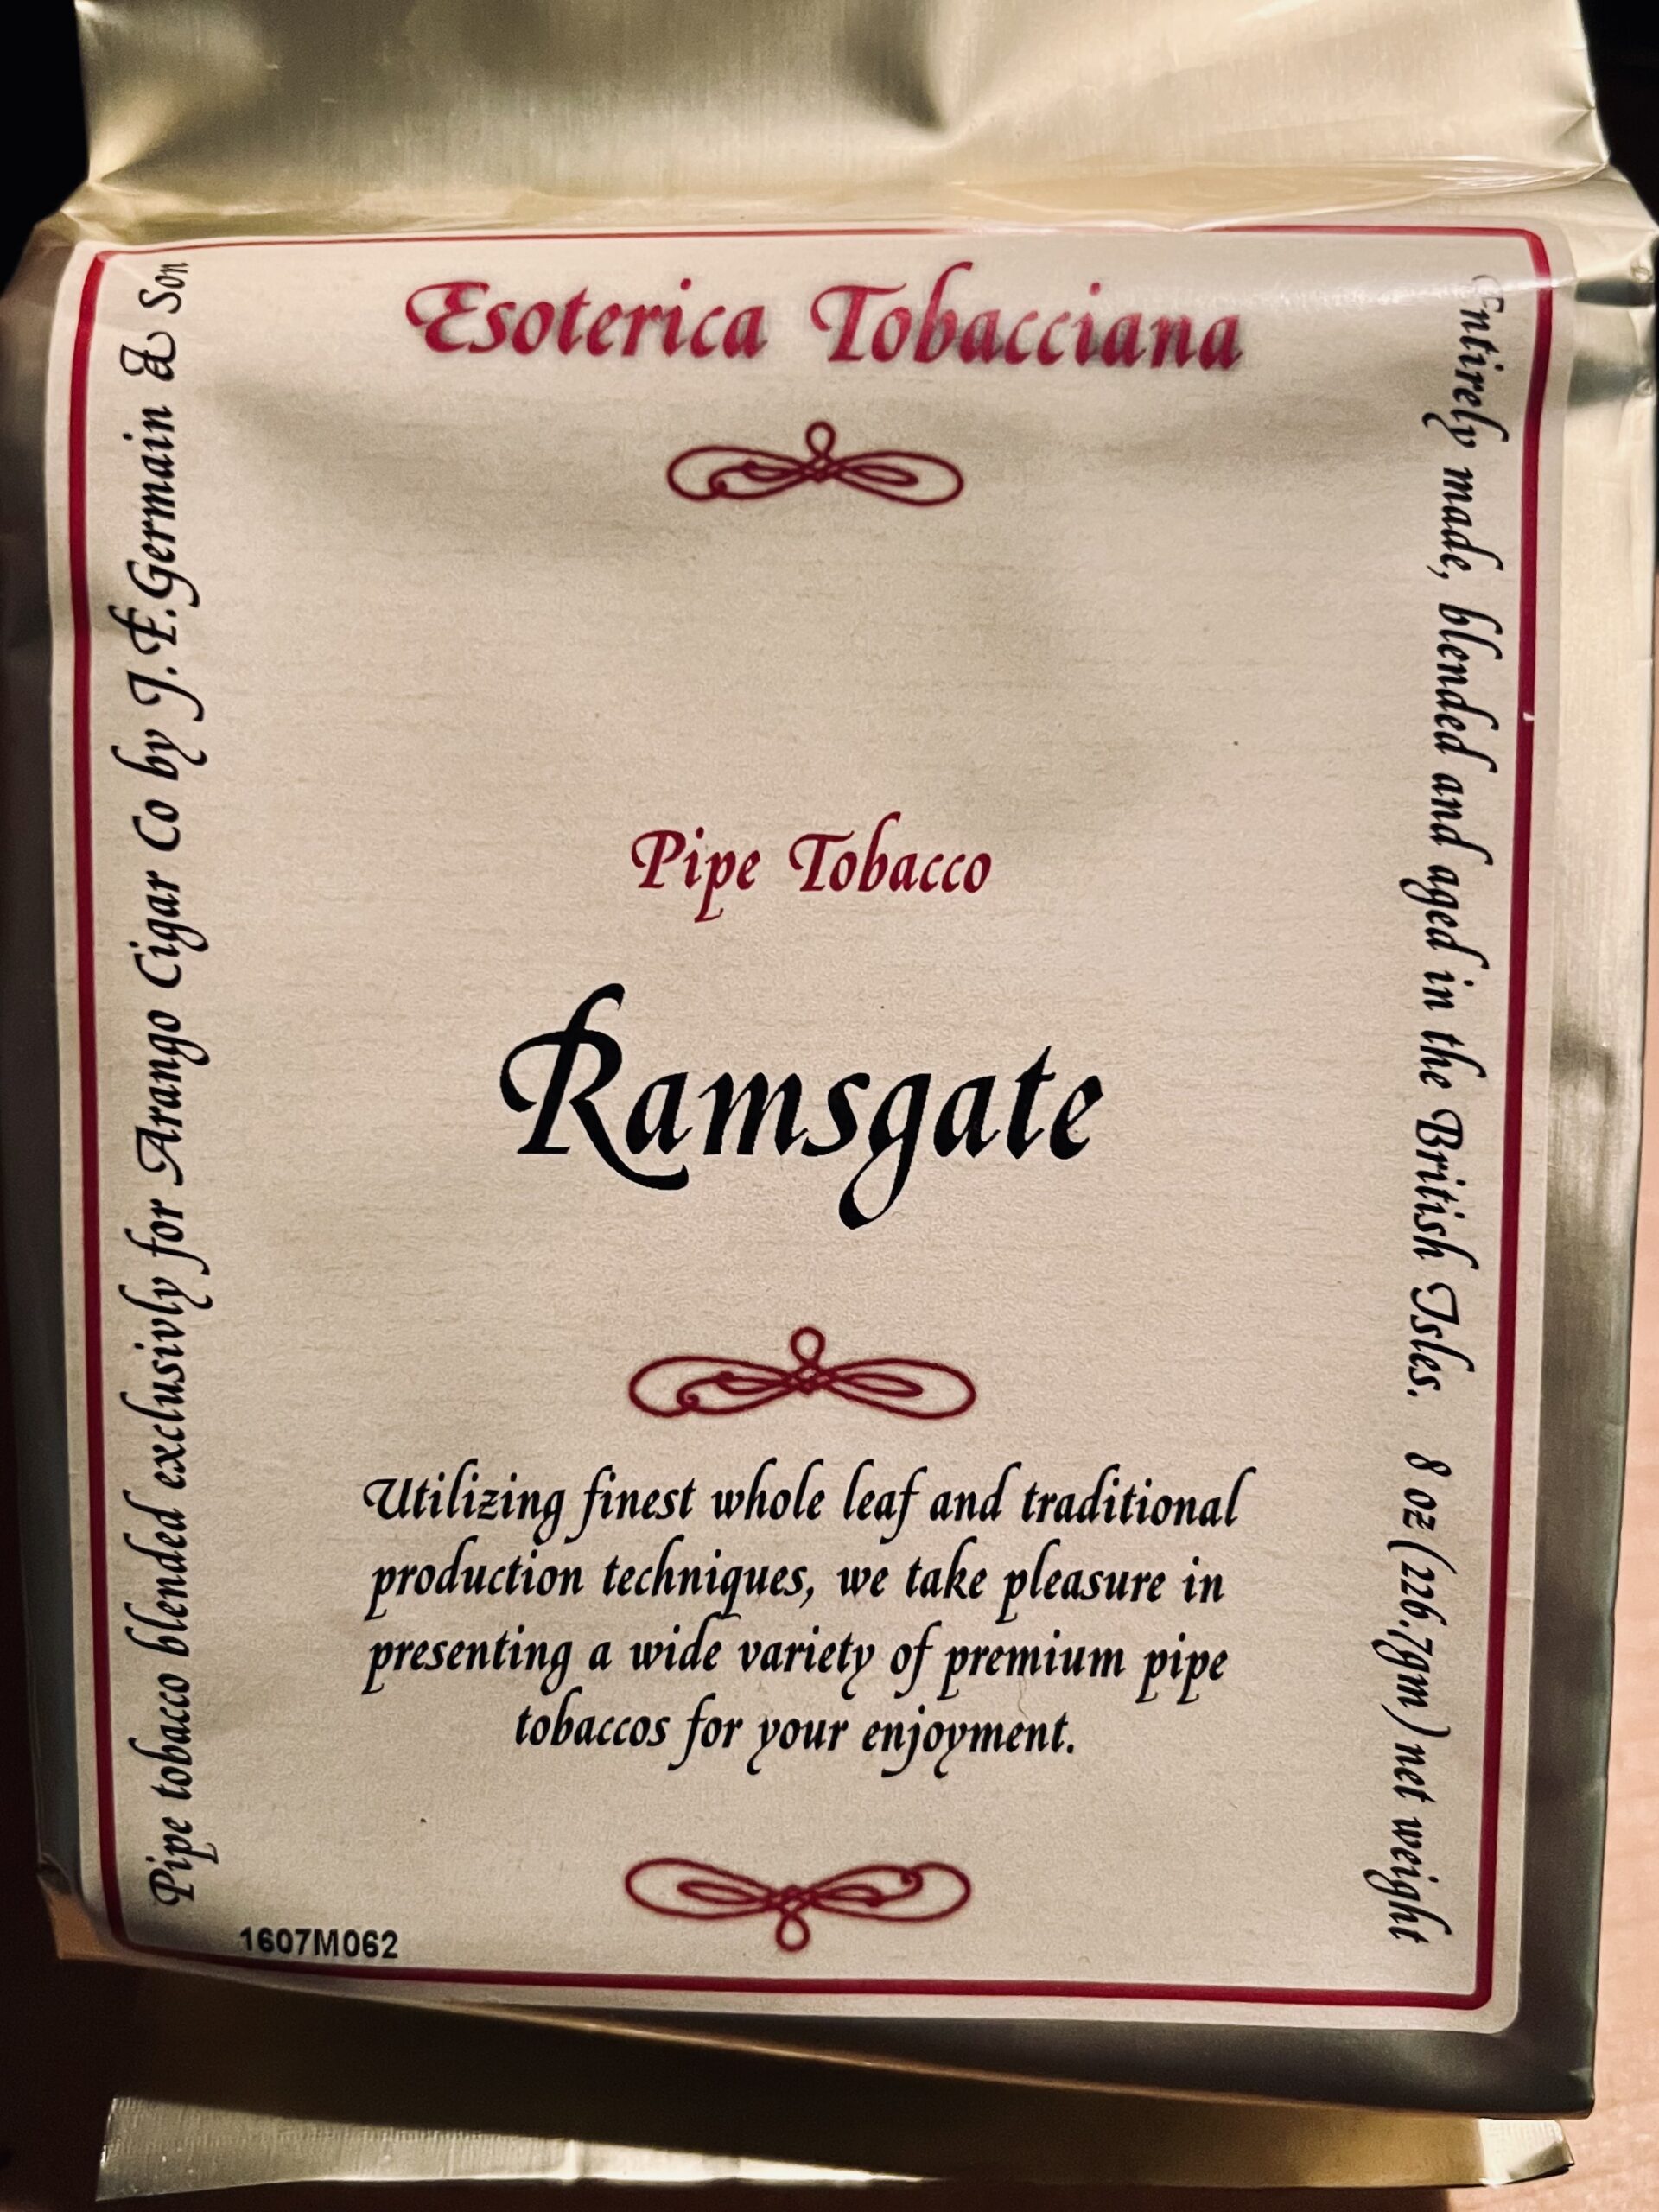 Esoterica Tobacciana
Pipe Tobacco
Ramsgate
Utilizing finest whole leaf and traditional
production techniques, we take pleasure in
presenting a wide variety of premium pipe
tobaccos for your enjoyment.
Pipe tobacco blended exclusivly for Arango Cigar Co by J.F.Germain & Son
Entirely made, blended and aged in the British Isles. 8 oz (226.7gm) net weight
1607M062